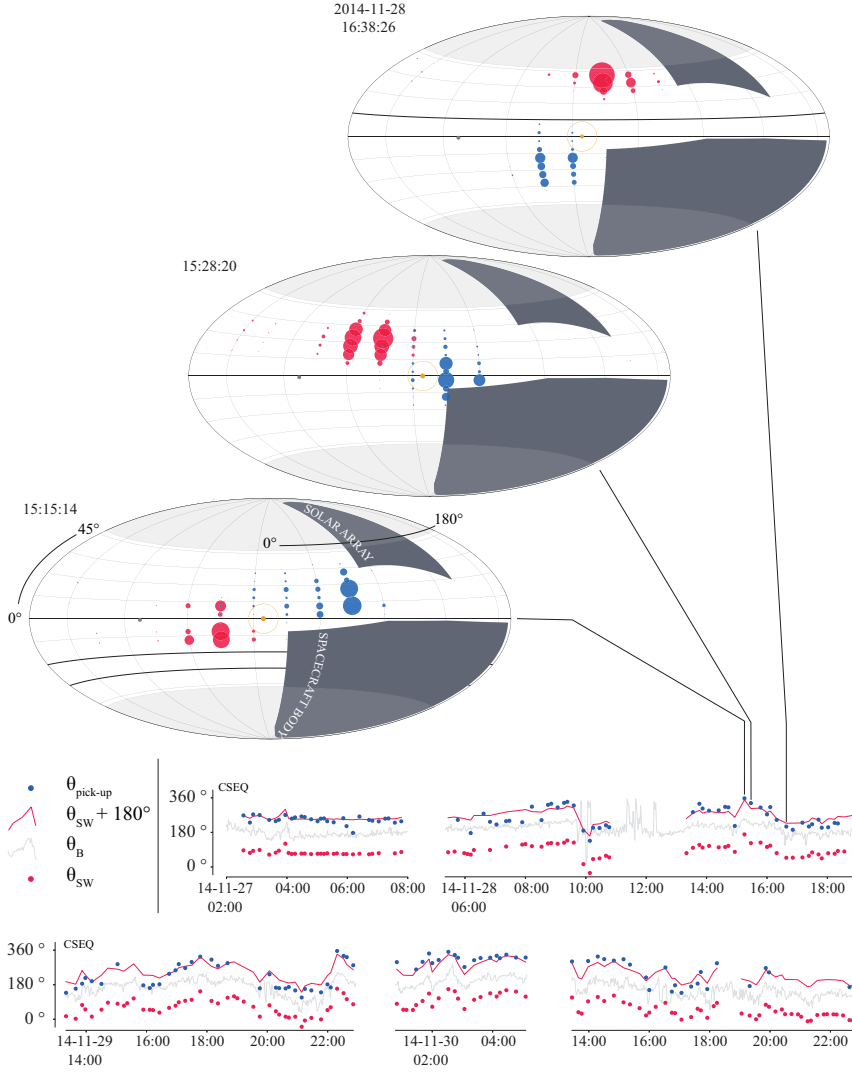 2014-11-28
16:38:26
15:28:20
15:15:14
45°
180°
0°
0°
SOLAR ARRAY
SPACECRAFT BODY
θpick-up
θSW + 180°
θB
θSW
CSEQ
360 °
180 °
0 °
14-11-27 04:00 06:00 08:00
02:00
14-11-28 08:00 10:00 12:00 14:00 16:00 18:00
06:00
CSEQ
360 °
180 °
0 °
14-11-29 16:00 18:00 20:00 22:00
14:00
14-11-30 04:00
02:00
14:00 16:00 18:00 20:00 22:00